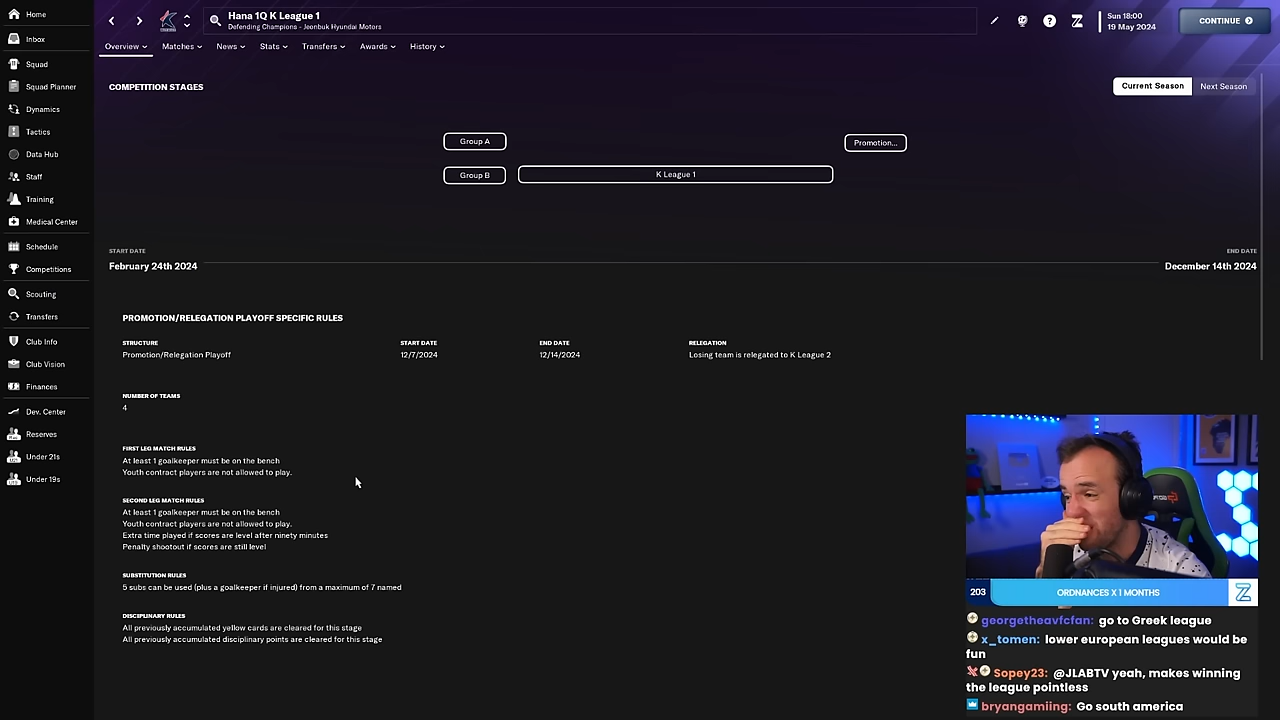 Home
Inbox
Squad
Squad Planner
Dynamics
Tactics
Data Hub
Staff
Training
Medical Center
Schedule
Competitions
Scouting
Transfers
Club Info
Club Vision
Finances
Dev. Center
Reserves
Under 21s
Under 19s
Hana 1Q K League 1
Defending Champions - Jeonbuk Hyundai Motors
Sun 18:00
19 May 2024
CONTINUE
Overview
Matches
News
Stats
Transfers
Awards
History
COMPETITION STAGES
Current Season
Next Season
Group A
Promotion...
Group B
K League 1
START DATE
END DATE
February 24th 2024
December 14th 2024
PROMOTION/RELEGATION PLAYOFF SPECIFIC RULES
STRUCTURE
START DATE
END DATE
RELEGATION
Promotion/Relegation Playoff
12/7/2024
12/14/2024
Losing team is relegated to K League 2
NUMBER OF TEAMS
4
FIRST LEG MATCH RULES
At least 1 goalkeeper must be on the bench
Youth contract players are not allowed to play.
SECOND LEG MATCH RULES
At least 1 goalkeeper must be on the bench
Youth contract players are not allowed to play.
Extra time played if scores are level after ninety minutes
Penalty shootout if scores are still level
SUBSTITUTION RULES
5 subs can be used (plus a goalkeeper if injured) from a maximum of 7 named
DISCIPLINARY RULES
All previously accumulated yellow cards are cleared for this stage
All previously accumulated disciplinary points are cleared for this stage
203
ORDNANCES X 1 MONTHS
georgetheavfcfan: go to Greek league
x_tomen: lower european leagues would be
fun
Sopey23: @JLABTV yeah, makes winning
the league pointless
bryangamiing: Go south america